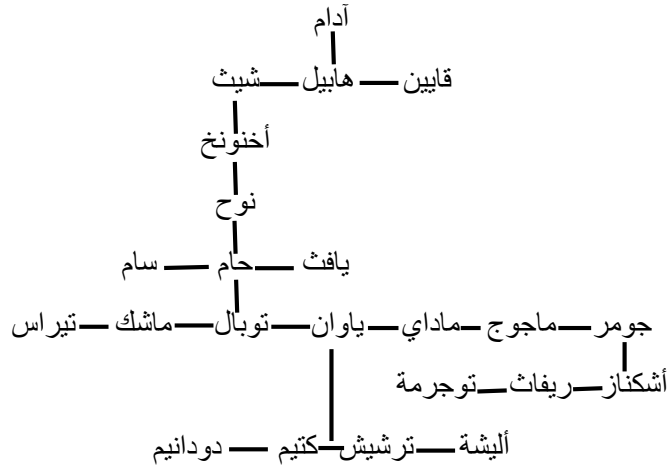 آدام
قايين هابيل شيث
أخنونخ
نوح
يافث حام سام
جومر ماجوج ماداي ياوان توبال ماشك تيراس
أشكناز ريفاث توجرمة
أليشة ترشيش كتيم دودانيم